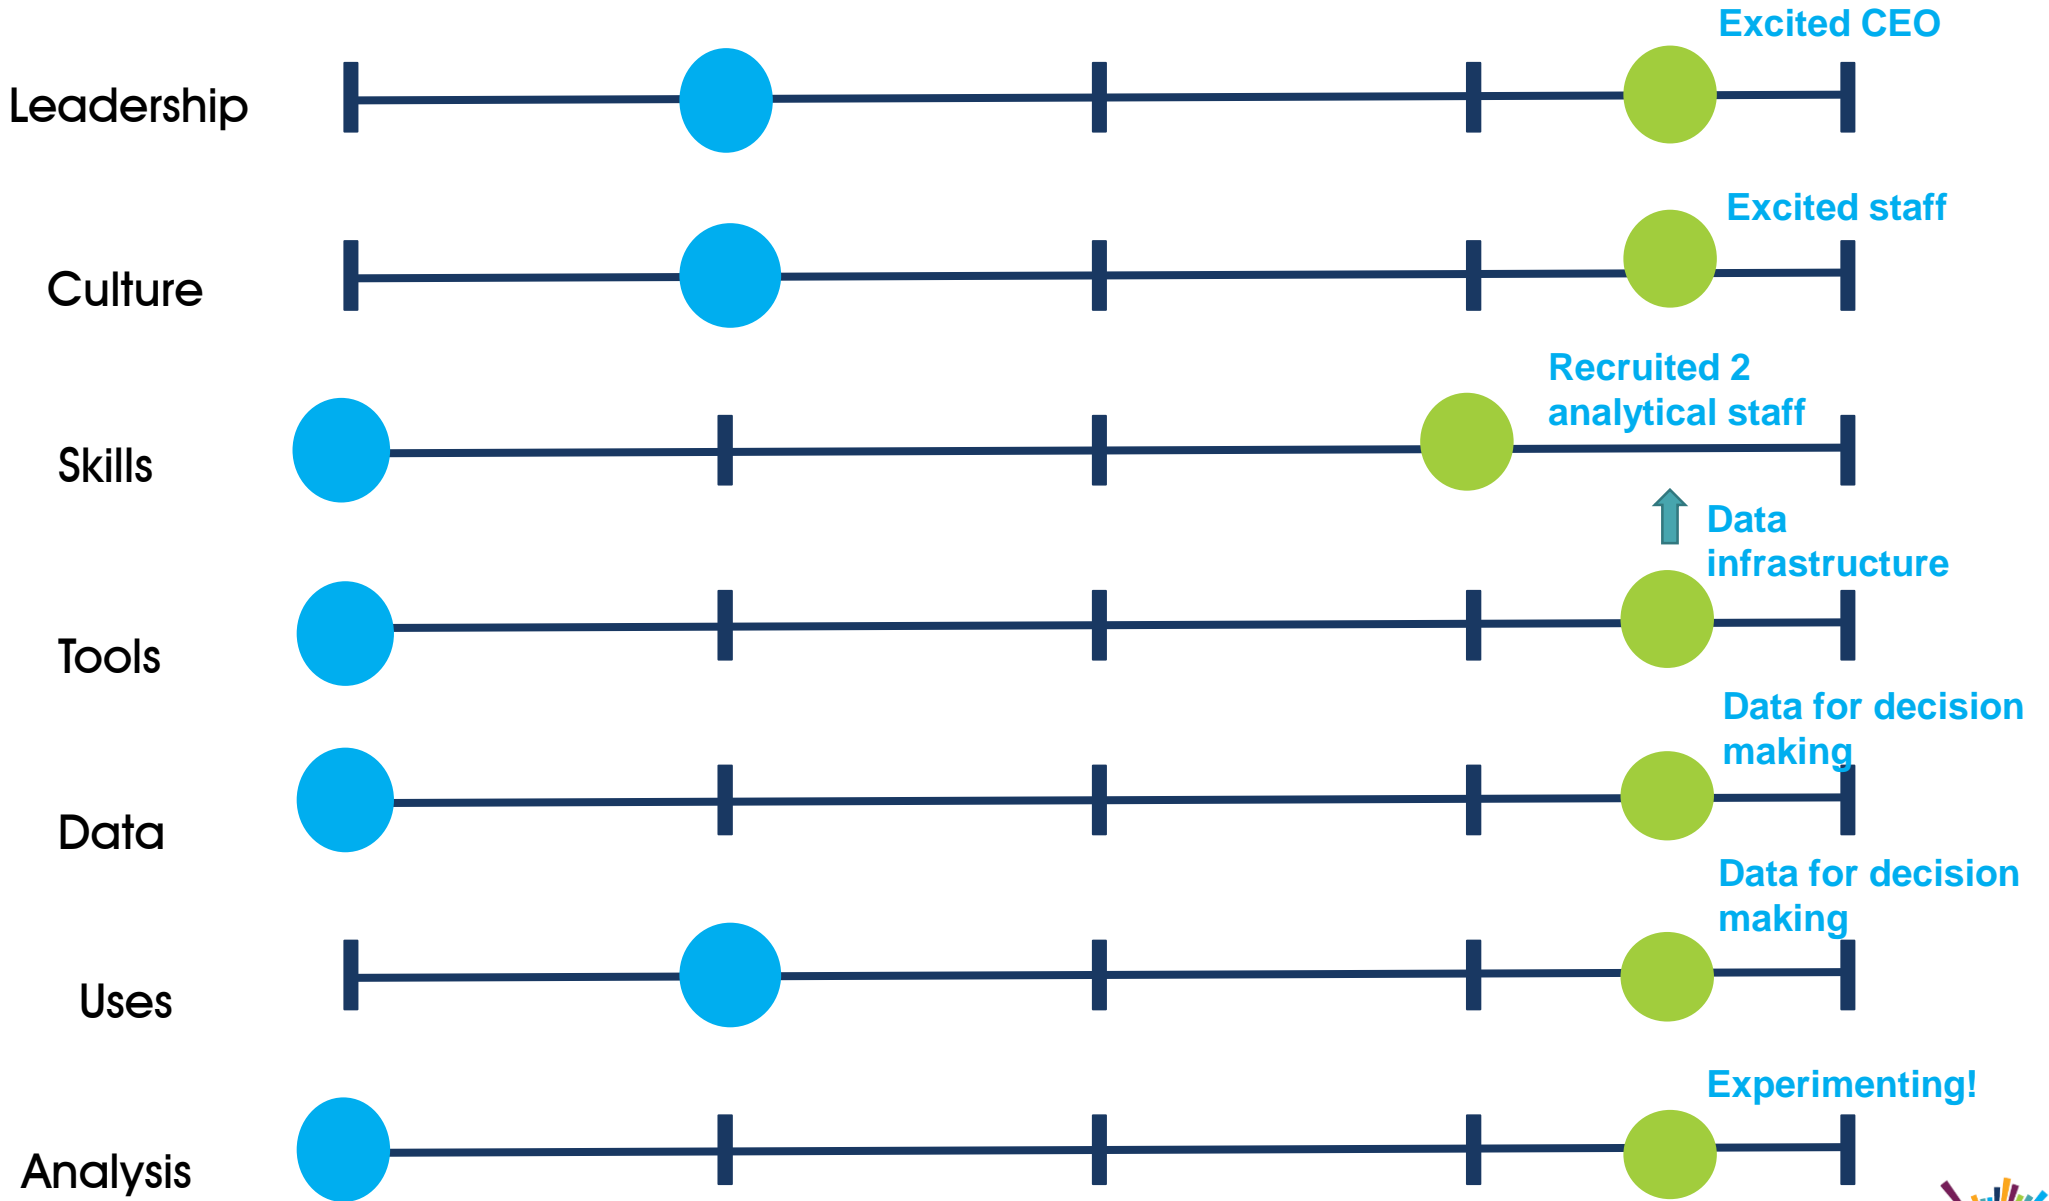 Excited CEO
Leadership
Excited staff
Culture
Recruited 2
analytical staff
Skills
Data
infrastructure
Tools
Data for decision
making
Data
Data for decision
making
Uses
Experimenting!
Analysis